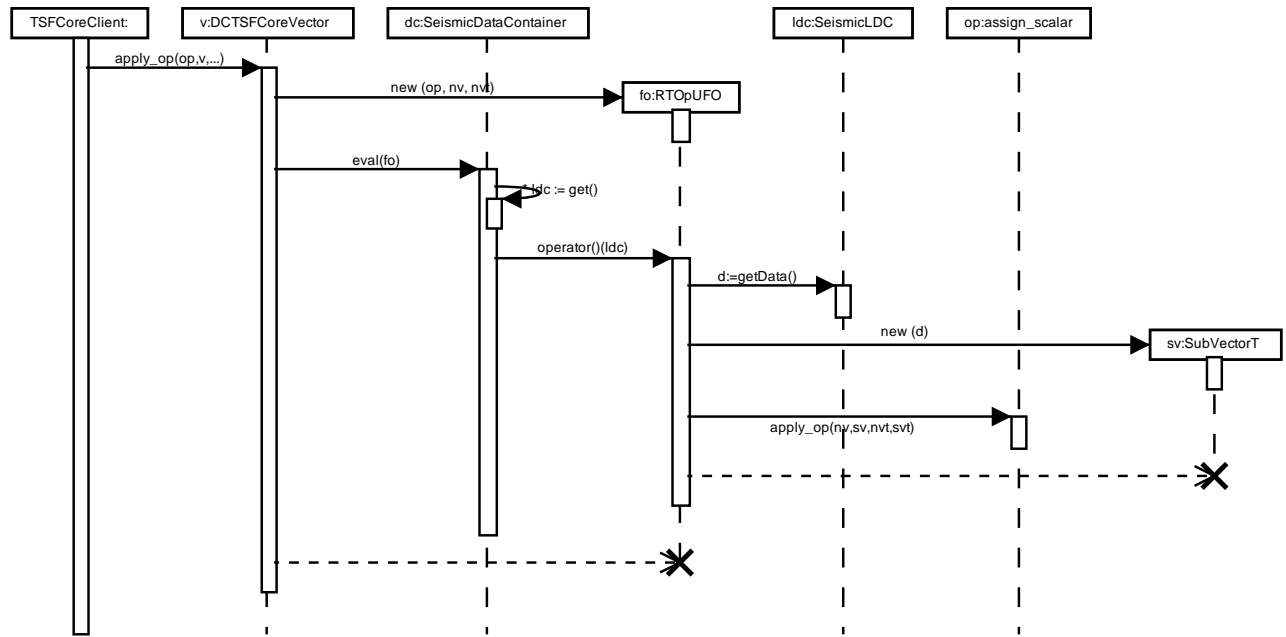 TSFCoreClient:
v:DCTSFCoreVector
dc:SeismicDataContainer
ldc:SeismicLDC
op:assign_scalar
apply_op(op,v,...)
new (op, nv, nvt)
fo:RTOpUFO
eval(fo)
* ldc := get()
operator()(ldc)
d:=getData()
new (d)
sv:SubVectorT
apply_op(nv,sv,nvt,svt)